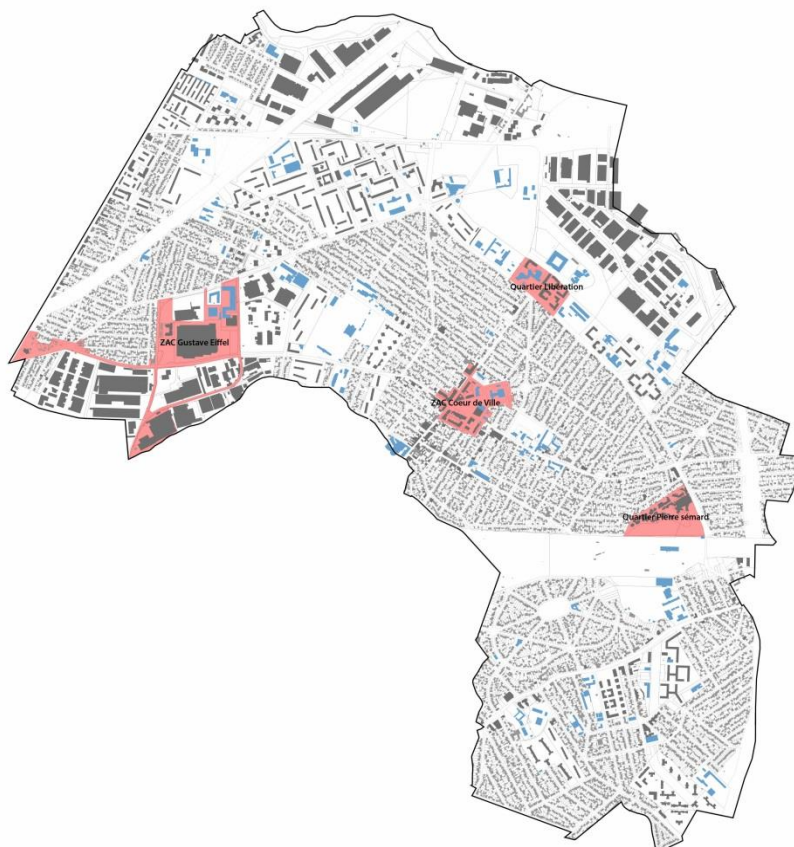 Quartier Libération
ZAC Gustave Eiffel
ZAC Coeur de Ville
Quartier Pierre sémard